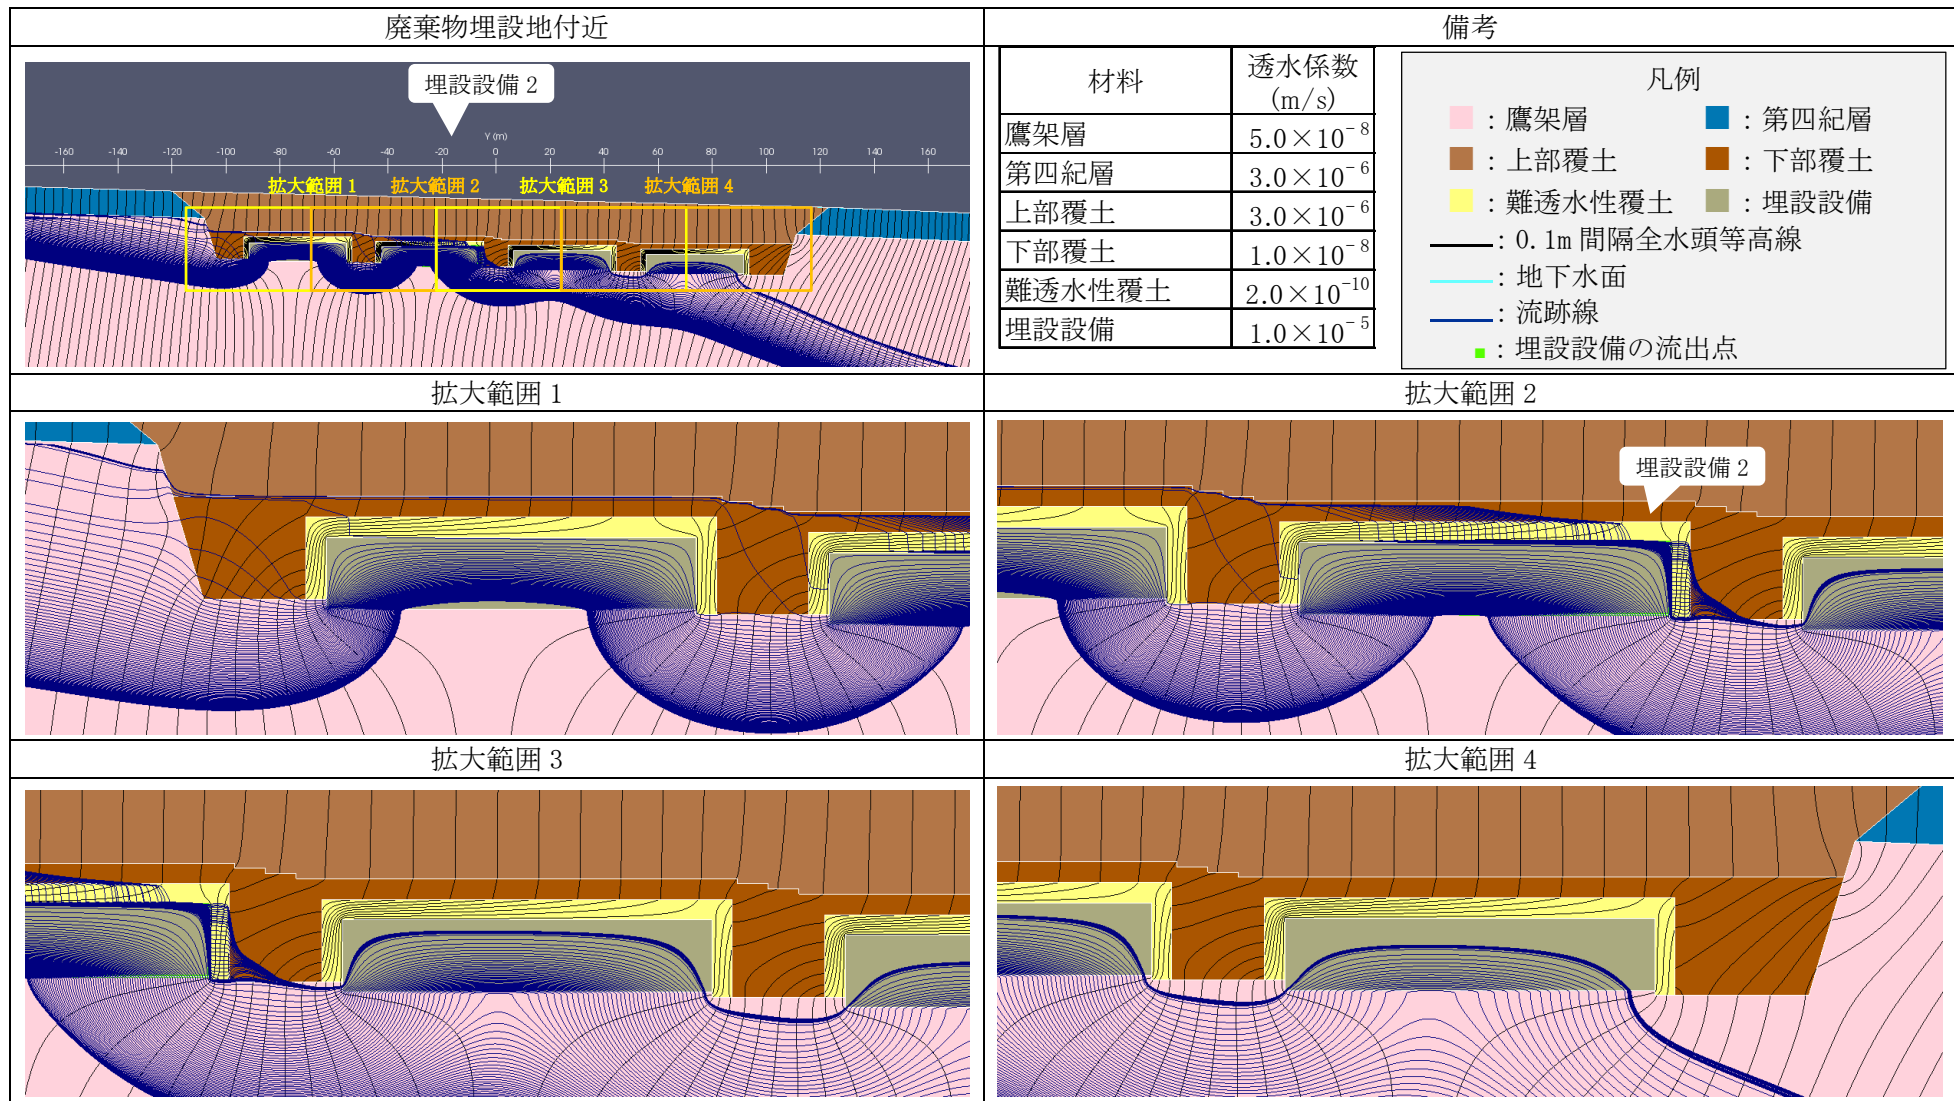 廃棄物埋設地付近
備考
埋設設備 2
Y (m)
-160 -140 -120 -100 -80 -60 -40 -20 0 20 40 60 80 100 120 140 160
拡大範囲 1 拡大範囲 2 拡大範囲 3 拡大範囲 4
材料 透水係数
(m/s)
鷹架層 5.0×10⁻⁸
第四紀層 3.0×10⁻⁶
上部覆土 3.0×10⁻⁶
下部覆土 1.0×10⁻⁸
難透水性覆土 2.0×10⁻¹⁰
埋設設備 1.0×10⁻⁵
凡例
：鷹架層 ：第四紀層
：上部覆土 ：下部覆土
：難透水性覆土 ：埋設設備
：0.1m 間隔全水頭等高線
：地下水面
：流跡線
：埋設設備の流出点
拡大範囲 1
拡大範囲 2
埋設設備 2
拡大範囲 3
拡大範囲 4